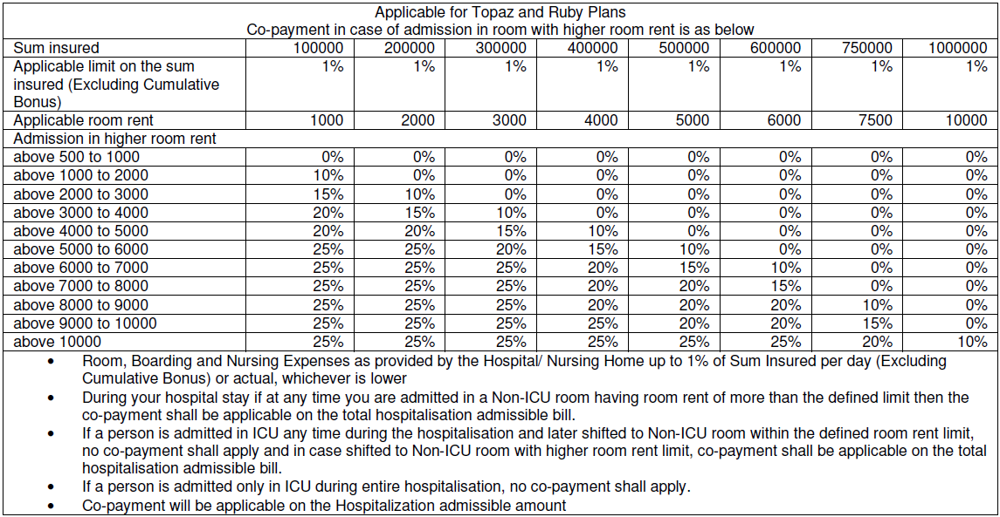 Applicable for Topaz and Ruby Plans
Co-payment in case of admission in room with higher room rent is as below
Sum insured 100000 200000 300000 400000 500000 600000 750000 1000000
Applicable limit on the sum 1% 1% 1% 1% 1% 1% 1% 1%
insured (Excluding Cumulative
Bonus)
Applicable room rent 1000 2000 3000 4000 5000 6000 7500 10000
Admission in higher room rent
above 500 to 1000 0% 0% 0% 0% 0% 0% 0% 0%
above 1000 to 2000 10% 0% 0% 0% 0% 0% 0% 0%
above 2000 to 3000 15% 10% 0% 0% 0% 0% 0% 0%
above 3000 to 4000 20% 15% 10% 0% 0% 0% 0% 0%
above 4000 to 5000 20% 20% 15% 10% 0% 0% 0% 0%
above 5000 to 6000 25% 25% 20% 15% 10% 0% 0% 0%
above 6000 to 7000 25% 25% 25% 20% 15% 10% 0% 0%
above 7000 to 8000 25% 25% 25% 20% 20% 15% 0% 0%
above 8000 to 9000 25% 25% 25% 20% 20% 20% 10% 0%
above 9000 to 10000 25% 25% 25% 25% 20% 20% 15% 0%
above 10000 25% 25% 25% 25% 25% 25% 20% 10%
• Room, Boarding and Nursing Expenses as provided by the Hospital/ Nursing Home up to 1% of Sum Insured per day (Excluding
Cumulative Bonus) or actual, whichever is lower
• During your hospital stay if at any time you are admitted in a Non-ICU room having room rent of more than the defined limit then the
co-payment shall be applicable on the total hospitalisation admissible bill.
• If a person is admitted in ICU any time during the hospitalisation and later shifted to Non-ICU room within the defined room rent limit,
no co-payment shall apply and in case shifted to Non-ICU room with higher room rent limit, co-payment shall be applicable on the total
hospitalisation admissible bill.
• If a person is admitted only in ICU during entire hospitalisation, no co-payment shall apply.
• Co-payment will be applicable on the Hospitalization admissible amount